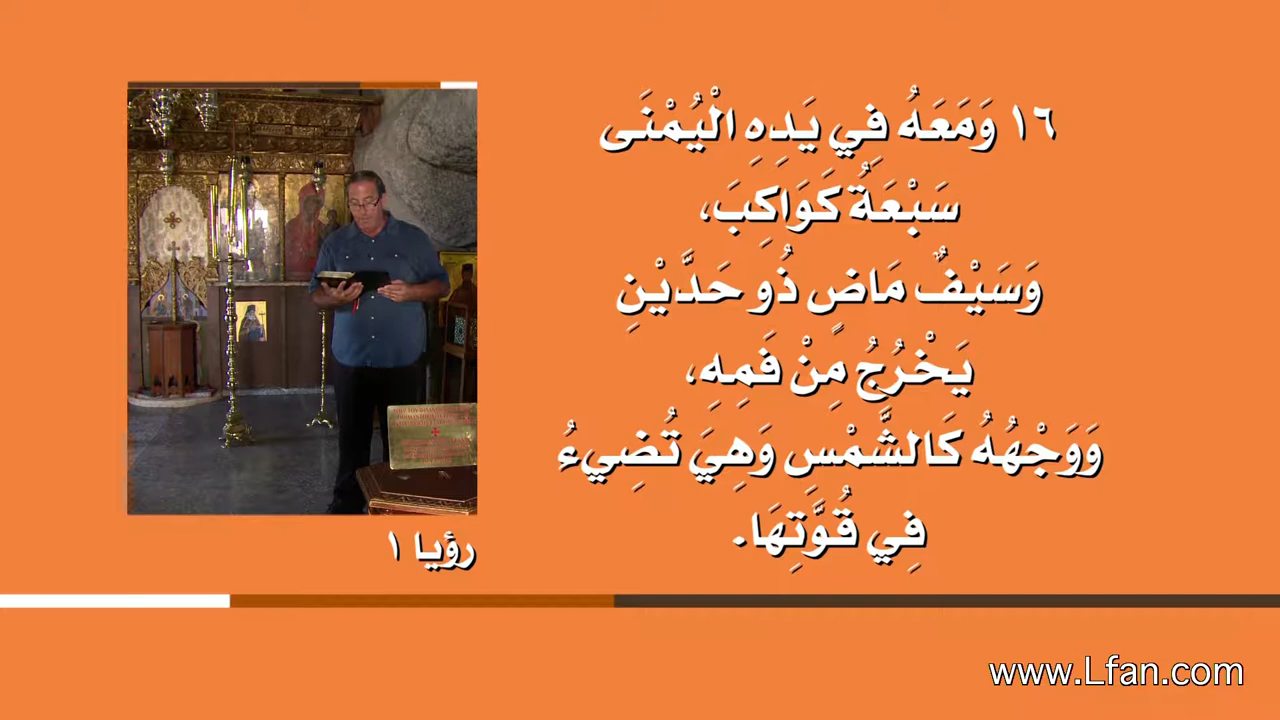 ١٦ وَمَعَهُ فِي يَدِهِ الْيُمْنَى
سَبْعَةُ كَوَاكِبَ،
وَسَيْفٌ مَاضٍ ذُو حَدَّيْنِ
يَخْرُجُ مِنْ فَمِهِ،
وَوَجْهُهُ كَالشَّمْسِ وَهِيَ تُضِيءُ
فِي قُوَّتِهَا.
رؤيا ١
www.Lfan.com